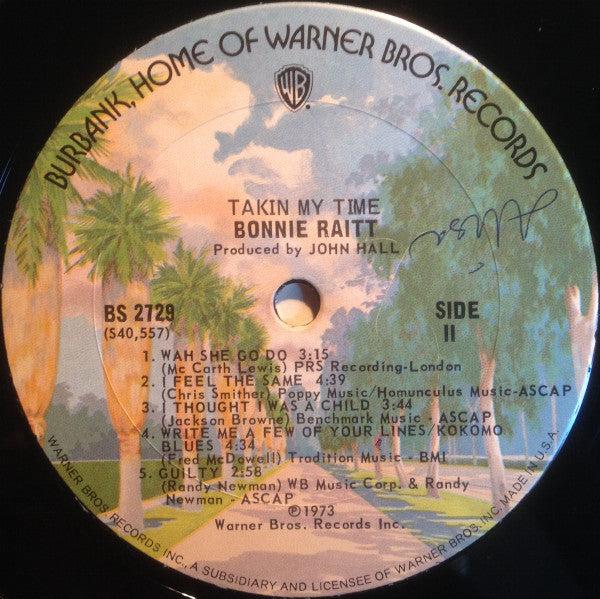 BURBANK, HOME OF WARNER BROS. RECORDS
WB
TAKIN MY TIME
BONNIE RAITT
Produced by JOHN HALL
BS 2729
(S40,557)
SIDE
II
1. WAH SHE GO DO 3:15
(Mc Carth Lewis) PRS Recording-London
2. I FEEL THE SAME 4:39
(Chris Smither) Poppy Music/Homunculus Music-ASCAP
3. I THOUGHT I WAS A CHILD 3:44
(Jackson Browne) Benchmark Music - ASCAP
4. WRITE ME A FEW OF YOUR LINES/KOKOMO
BLUES 4:34
(Fred McDowell) Tradition Music - BMI
5. GUILTY 2:58
(Randy Newman) WB Music Corp. & Randy
Newman - ASCAP
℗1973
Warner Bros. Records Inc.
WARNER BROS. RECORDS INC., A SUBSIDIARY AND LICENSEE OF WARNER BROS. INC. MADE IN U.S.A.